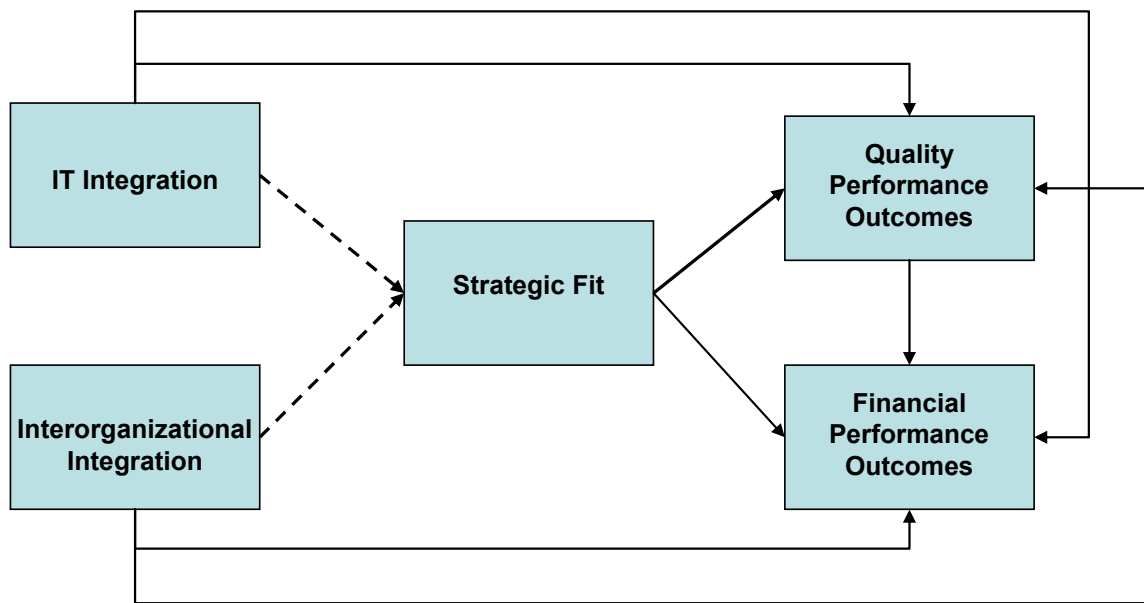 IT Integration
Interorganizational
Integration
Strategic Fit
Quality
Performance
Outcomes
Financial
Performance
Outcomes